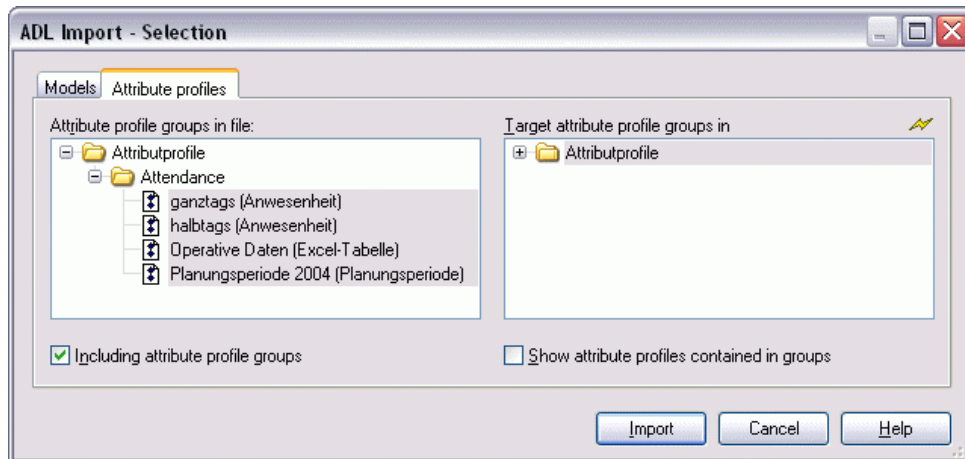 ADL Import - Selection
Models
Attribute profiles
Attribute profile groups in file:
Attributprofile
Attendance
ganztags (Anwesenheit)
halbtags (Anwesenheit)
Operative Daten (Excel-Tabelle)
Planungsperiode 2004 (Planungsperiode)
Including attribute profile groups
Target attribute profile groups in
Attributprofile
Show attribute profiles contained in groups
Import
Cancel
Help